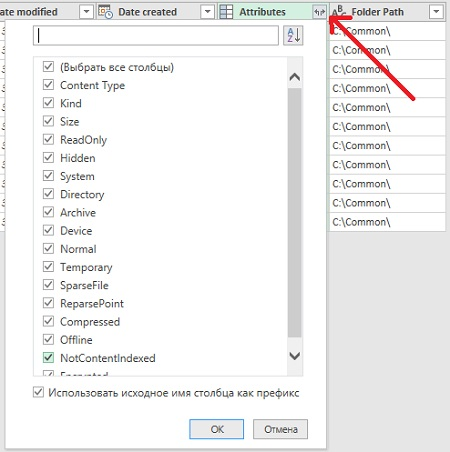 ate modified
Date created
Attributes
A B C Folder Path
A
Z
(Выбрать все столбцы)
Content Type
Kind
Size
ReadOnly
Hidden
System
Directory
Archive
Device
Normal
Temporary
SparseFile
ReparsePoint
Compressed
Offline
NotContentIndexed
Encrypted
Использовать исходное имя столбца как префикс
ОК
Отмена
C:\Common\
C:\Common\
C:\Common\
C:\Common\
C:\Common\
C:\Common\
C:\Common\
C:\Common\
C:\Common\
C:\Common\
C:\Common\